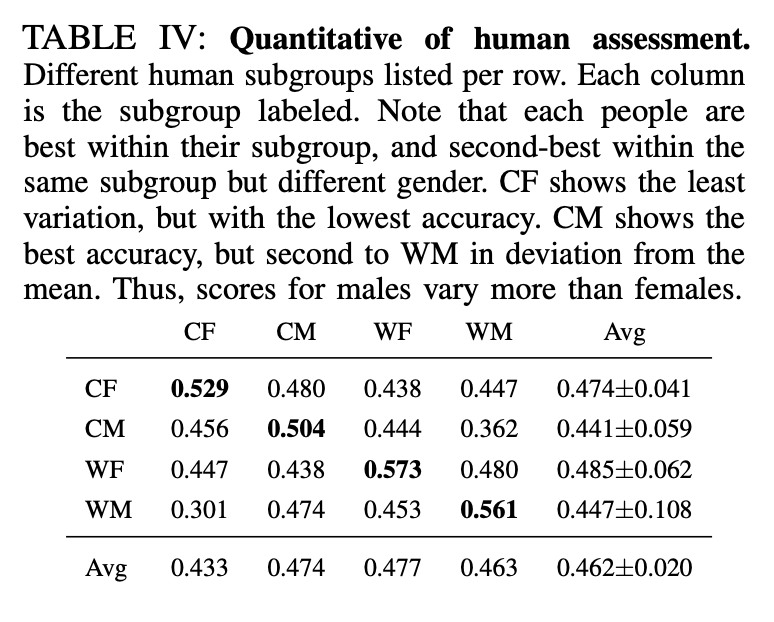 TABLE IV: Quantitative of human assessment.
Different human subgroups listed per row. Each column
is the subgroup labeled. Note that each people are
best within their subgroup, and second-best within the
same subgroup but different gender. CF shows the least
variation, but with the lowest accuracy. CM shows the
best accuracy, but second to WM in deviation from the
mean. Thus, scores for males vary more than females.
CF CM WF WM Avg
CF 0.529 0.480 0.438 0.447 0.474±0.041
CM 0.456 0.504 0.444 0.362 0.441±0.059
WF 0.447 0.438 0.573 0.480 0.485±0.062
WM 0.301 0.474 0.453 0.561 0.447±0.108
Avg 0.433 0.474 0.477 0.463 0.462±0.020